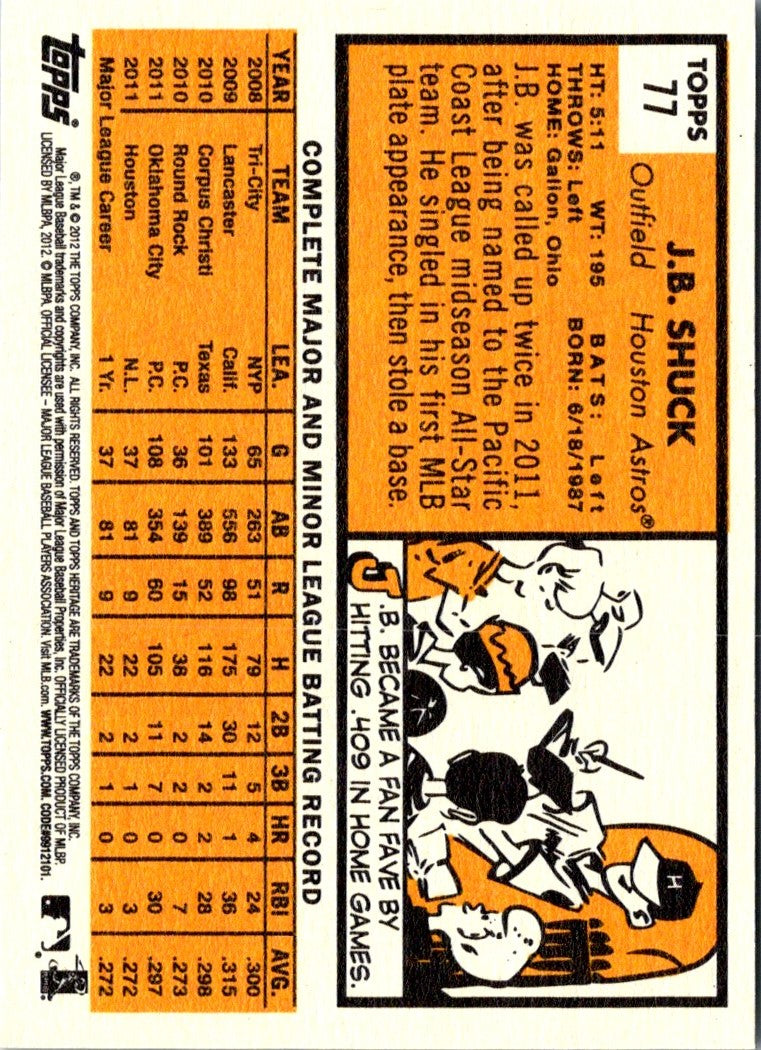 TOPPS
77
J.B. SHUCK
Outfield Houston Astros®
HT: 5:11 WT: 195 BATS: Left
THROWS: Left BORN: 6/18/1987
HOME: Galion, Ohio
J.B. was called up twice in 2011,
after being named to the Pacific
Coast League midseason All-Star
team. He singled in his first MLB
plate appearance, then stole a base.
H
J.B. BECAME A FAN FAVE BY
HITTING .409 IN HOME GAMES.
COMPLETE MAJOR AND MINOR LEAGUE BATTING RECORD
YEAR TEAM LEA. G AB R H 2B 3B HR RBI AVG.
2008 Tri-City NYP 65 263 51 79 12 5 4 24 .300
2009 Lancaster Calif. 133 556 98 175 30 11 1 36 .315
2010 Corpus Christi Texas 101 389 52 116 14 2 2 28 .298
2010 Round Rock P.C. 36 139 15 38 2 2 0 7 .273
2011 Oklahoma City P.C. 108 354 60 105 11 7 0 30 .297
2011 Houston N.L. 37 81 9 22 2 1 0 3 .272
Major League Career 1 Yr. 37 81 9 22 2 1 0 3 .272
Topps®
®, TM & © 2012 THE TOPPS COMPANY, INC. ALL RIGHTS RESERVED. TOPPS AND TOPPS HERITAGE ARE TRADEMARKS OF THE TOPPS COMPANY, INC.
Major League Baseball trademarks and copyrights are used with permission of Major League Baseball Properties, Inc. OFFICIALLY LICENSED PRODUCT OF MLBP.
LICENSED BY MLBPA, 2012. © MLBPA, OFFICIAL LICENSEE – MAJOR LEAGUE BASEBALL PLAYERS ASSOCIATION. Visit MLB.com. WWW.TOPPS.COM. CODE#9912101.